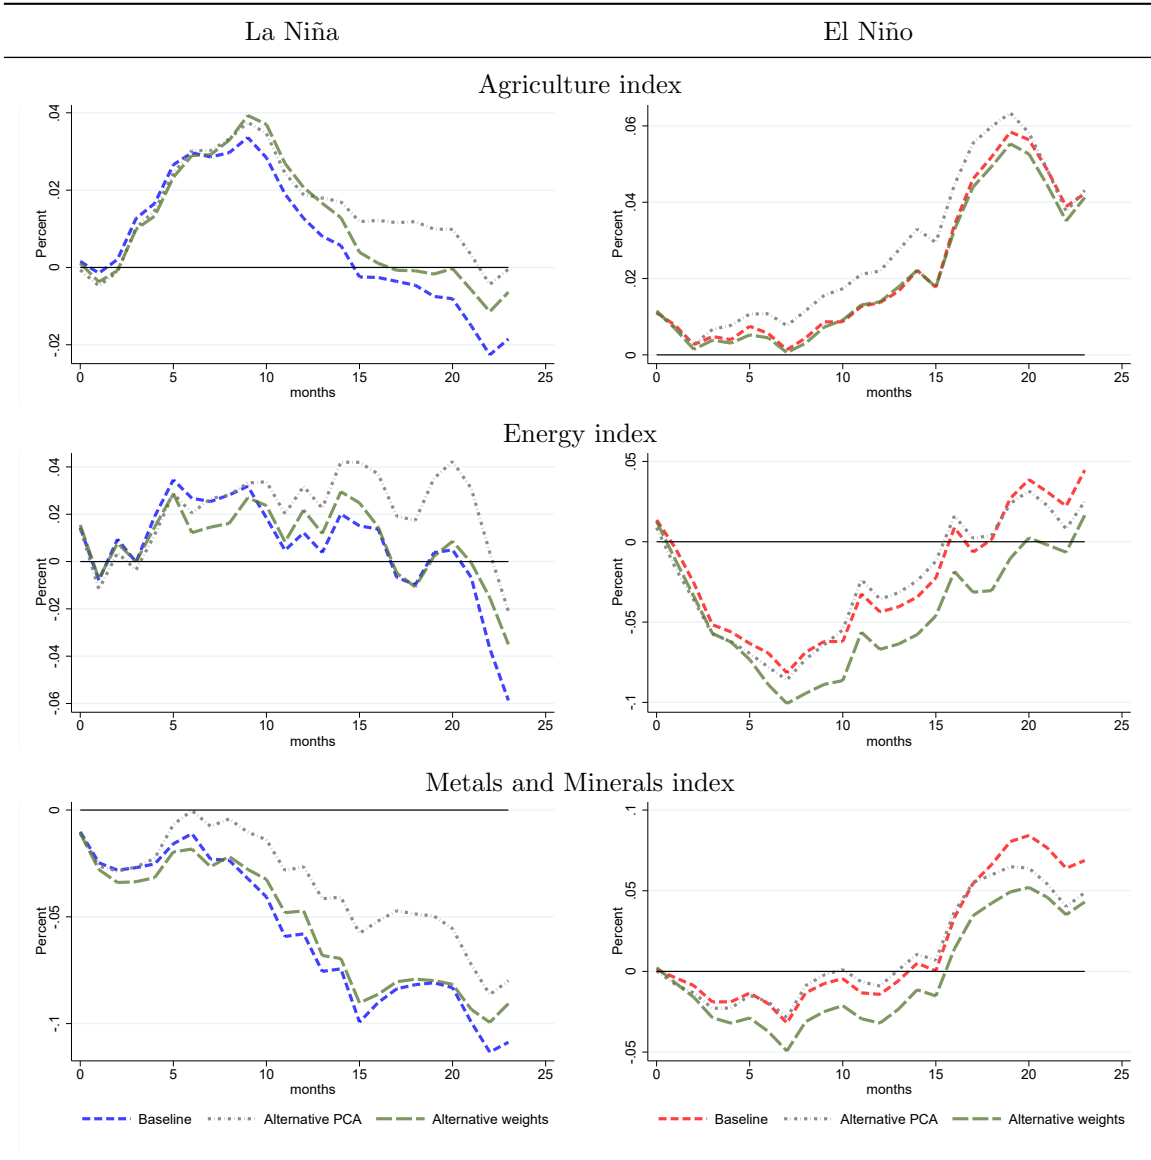 La Niña El Niño
Agriculture index
Percent
.04
.02
0
-.02
0 5 10 15 20 25
months
Percent
.06
.04
.02
0
0 5 10 15 20 25
months
Energy index
Percent
.04
.02
0
-.02
-.04
-.06
0 5 10 15 20 25
months
Percent
.05
0
-.05
-.1
0 5 10 15 20 25
months
Metals and Minerals index
Percent
0
-.05
-.1
0 5 10 15 20 25
months
Percent
.1
.05
0
-.05
0 5 10 15 20 25
months
Baseline Alternative PCA Alternative weights
Baseline Alternative PCA Alternative weights